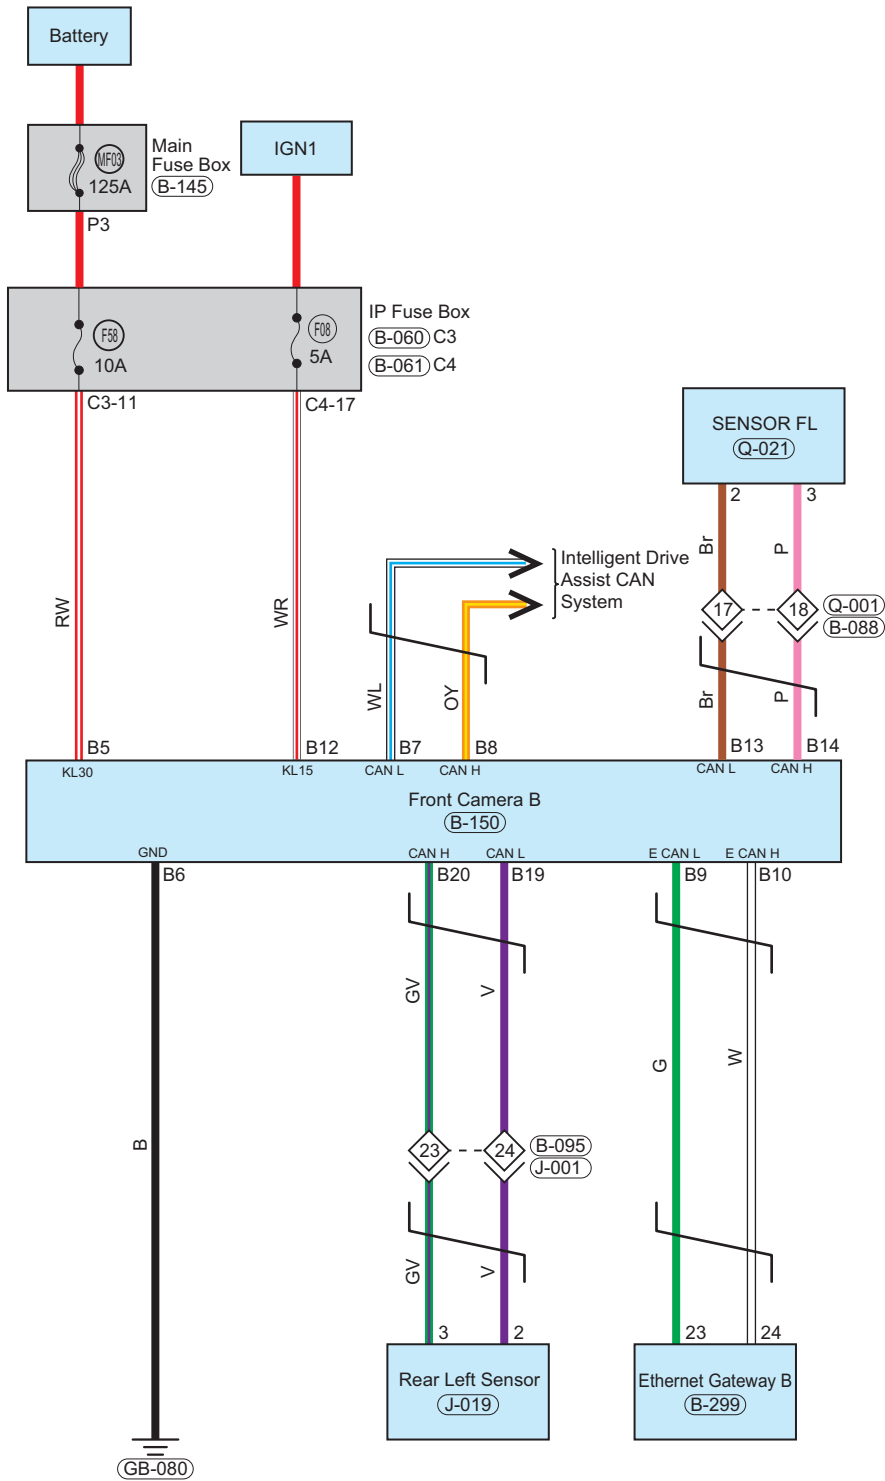 Battery
MF03
125A
Main
Fuse Box
B-145
P3
IGN1
F58
10A
F08
5A
IP Fuse Box
B-060 C3
B-061 C4
C3-11
C4-17
SENSOR FL
Q-021
2
3
Br
P
17
18
Q-001
B-088
Br
P
Intelligent Drive
Assist CAN
System
RW
WR
WL
OY
B5
B12
B7
B8
B13
B14
KL30
KL15
CAN L
CAN H
CAN L
CAN H
Front Camera B
B-150
GND
CAN H
CAN L
E CAN L
E CAN H
B6
B20
B19
B9
B10
GV
V
G
W
B
23
24
B-095
J-001
GV
V
3
2
23
24
Rear Left Sensor
J-019
Ethernet Gateway B
B-299
GB-080